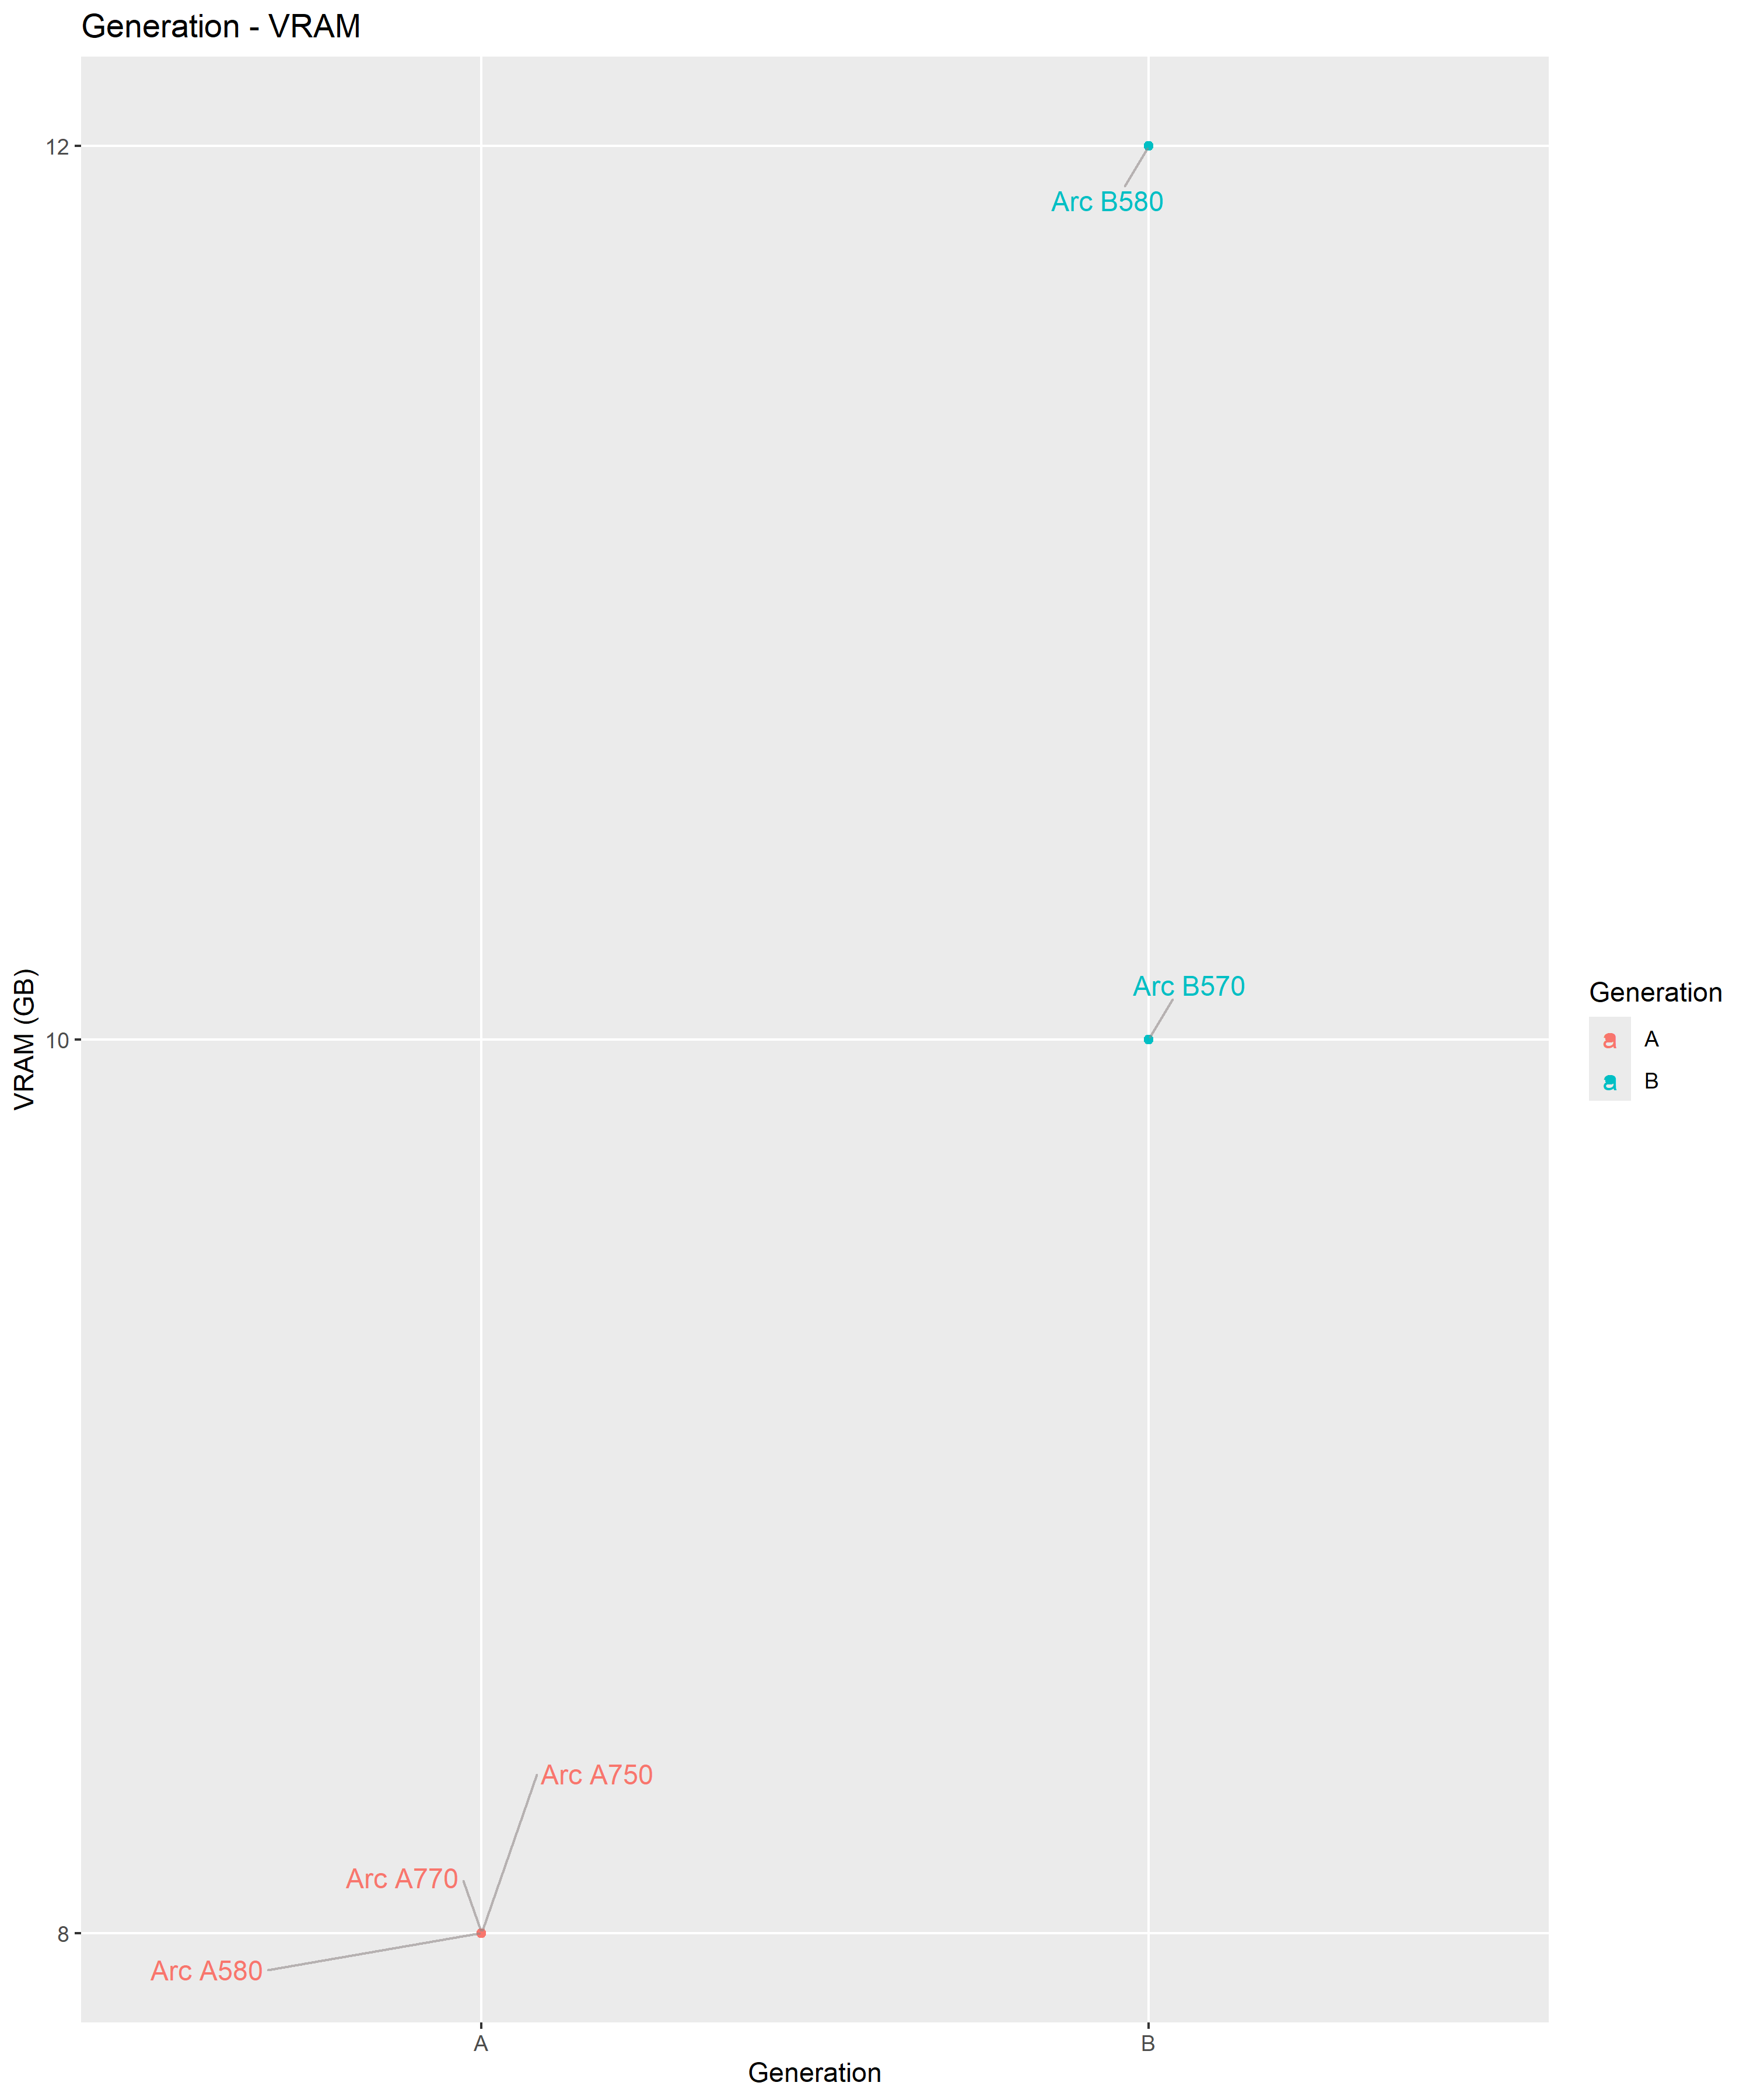 Generation - VRAM
12
Arc B580
Arc B570
10
VRAM (GB)
Generation
a A
a B
Arc A750
Arc A770
8
Arc A580
A
B
Generation